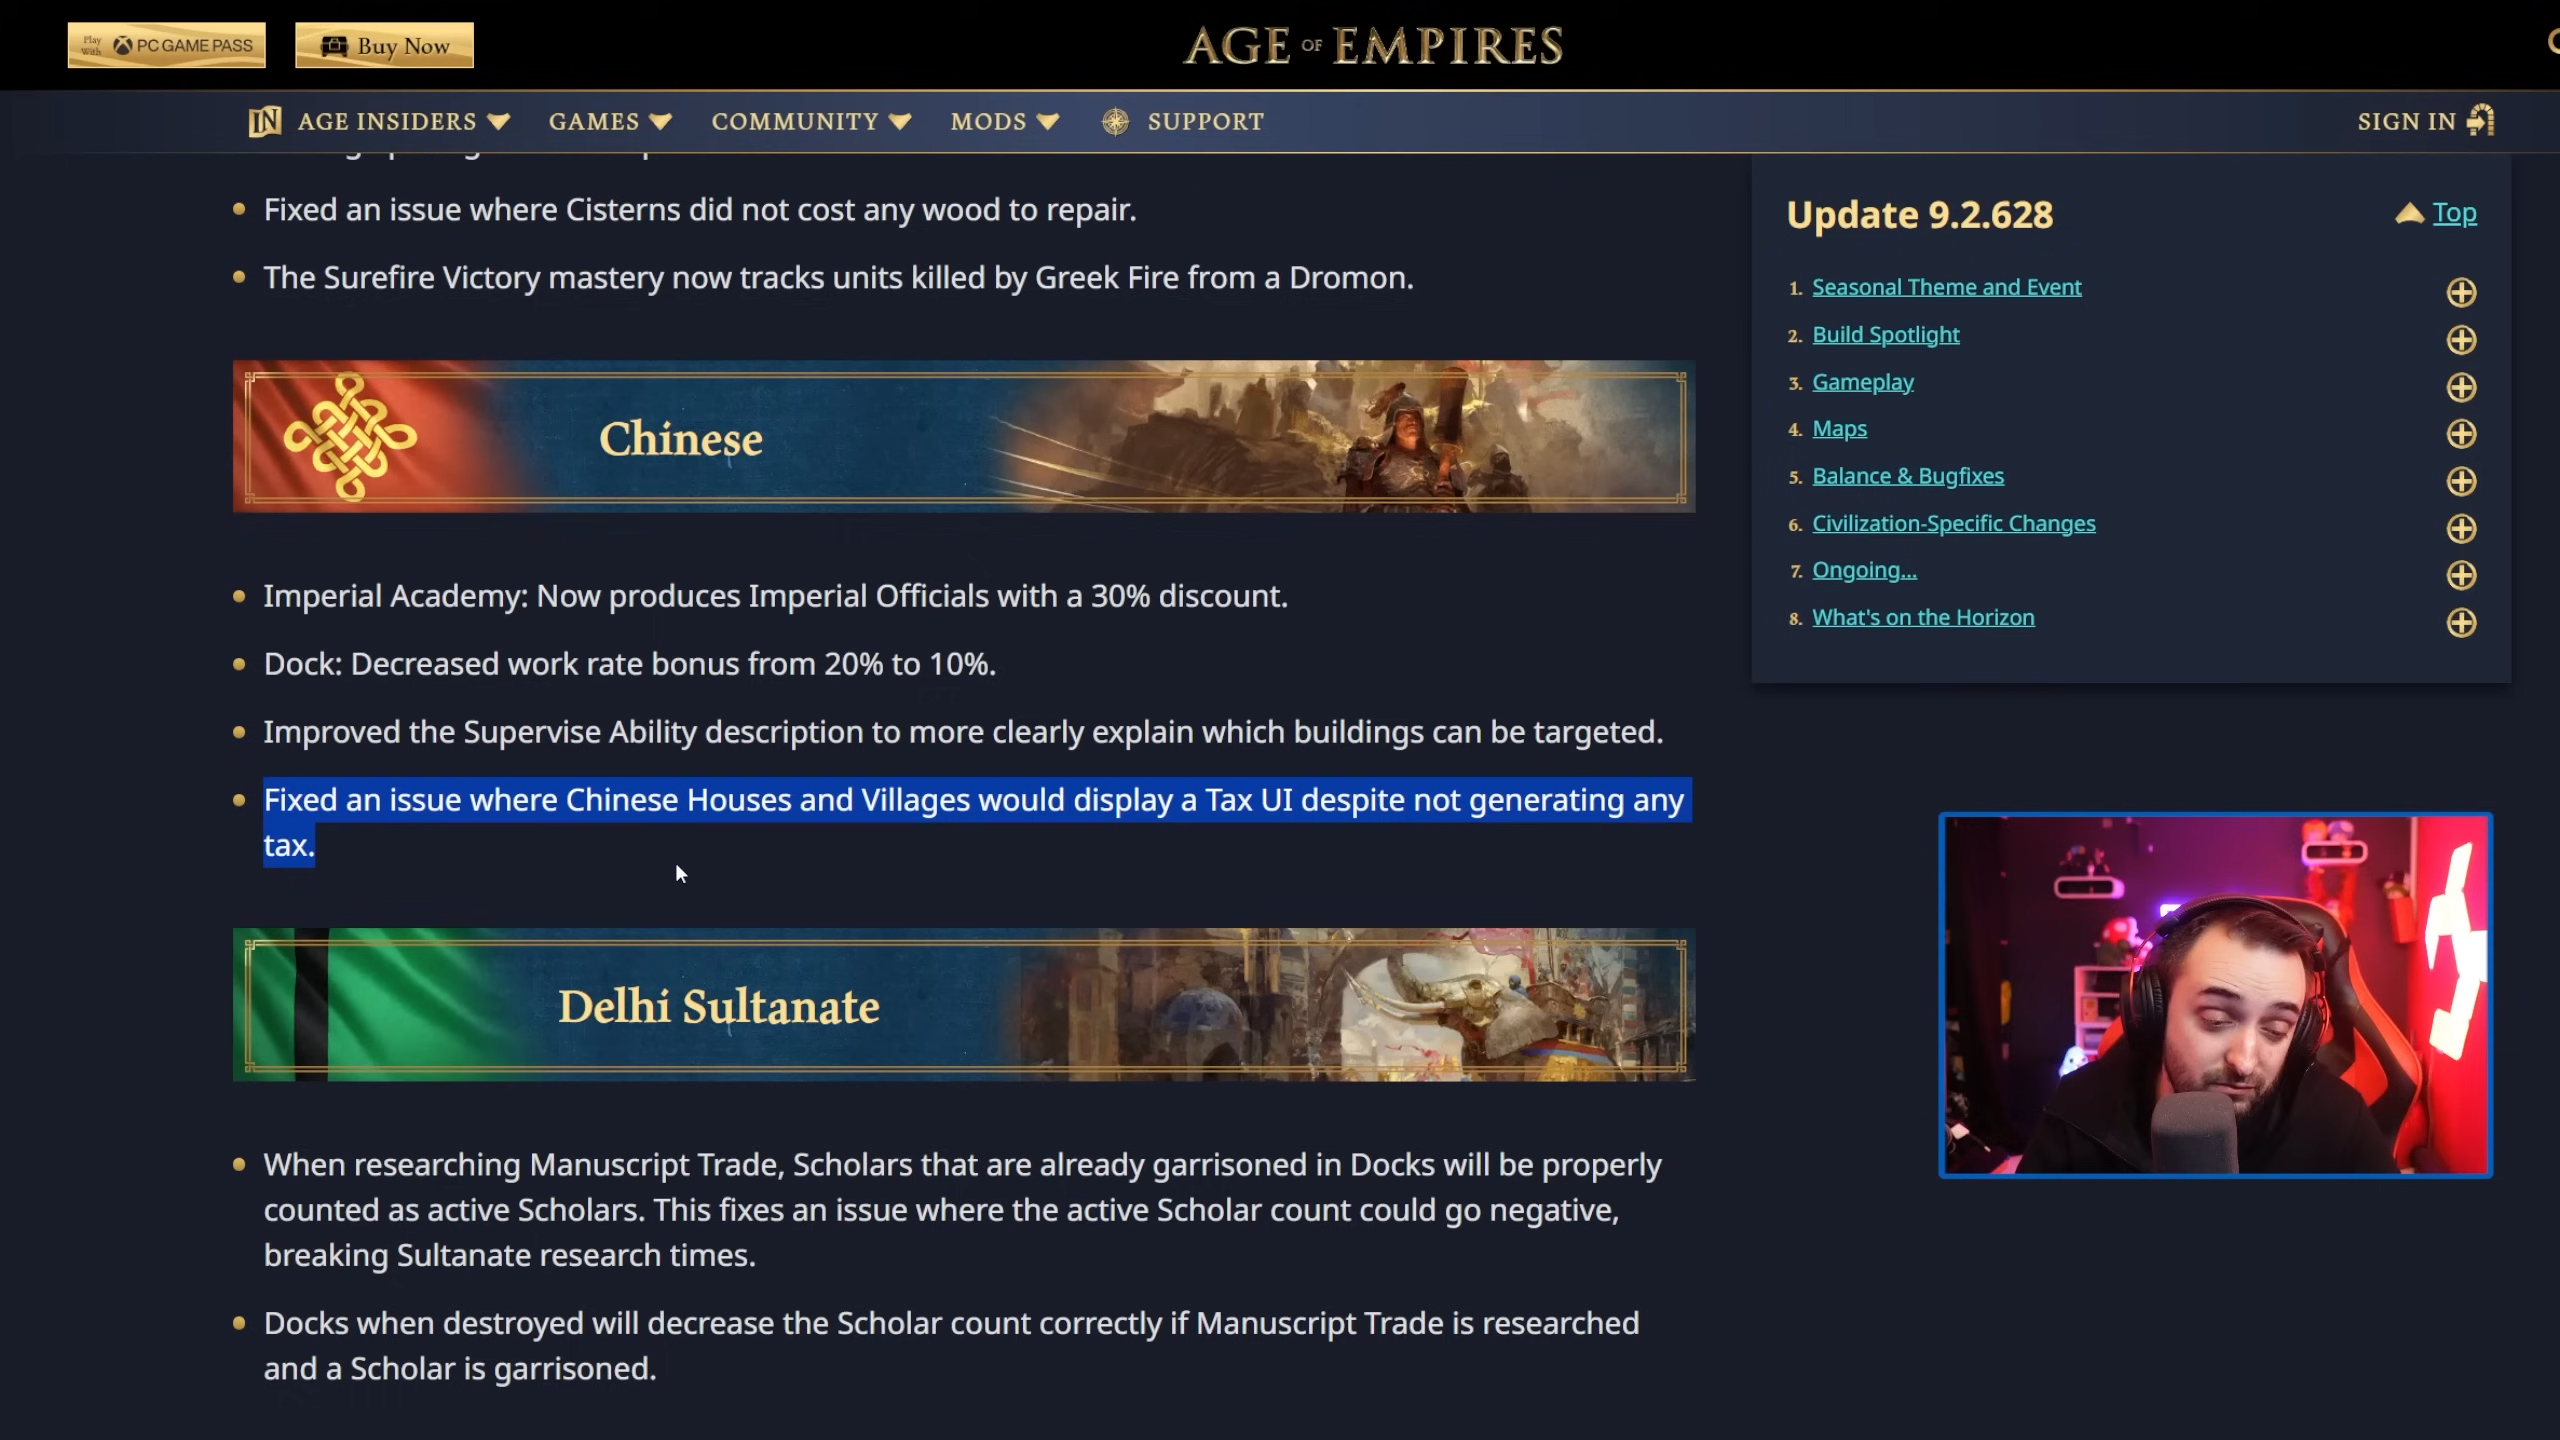 Play With PC GAME PASS
Buy Now
AGE OF EMPIRES
IN AGE INSIDERS
GAMES
COMMUNITY
MODS
SUPPORT
SIGN IN
Fixed an issue where Cisterns did not cost any wood to repair.
The Surefire Victory mastery now tracks units killed by Greek Fire from a Dromon.
Chinese
Imperial Academy: Now produces Imperial Officials with a 30% discount.
Dock: Decreased work rate bonus from 20% to 10%.
Improved the Supervise Ability description to more clearly explain which buildings can be targeted.
Fixed an issue where Chinese Houses and Villages would display a Tax UI despite not generating any
tax.
Delhi Sultanate
When researching Manuscript Trade, Scholars that are already garrisoned in Docks will be properly
counted as active Scholars. This fixes an issue where the active Scholar count could go negative,
breaking Sultanate research times.
Docks when destroyed will decrease the Scholar count correctly if Manuscript Trade is researched
and a Scholar is garrisoned.
Update 9.2.628
Top
1. Seasonal Theme and Event
2. Build Spotlight
3. Gameplay
4. Maps
5. Balance & Bugfixes
6. Civilization-Specific Changes
7. Ongoing...
8. What's on the Horizon